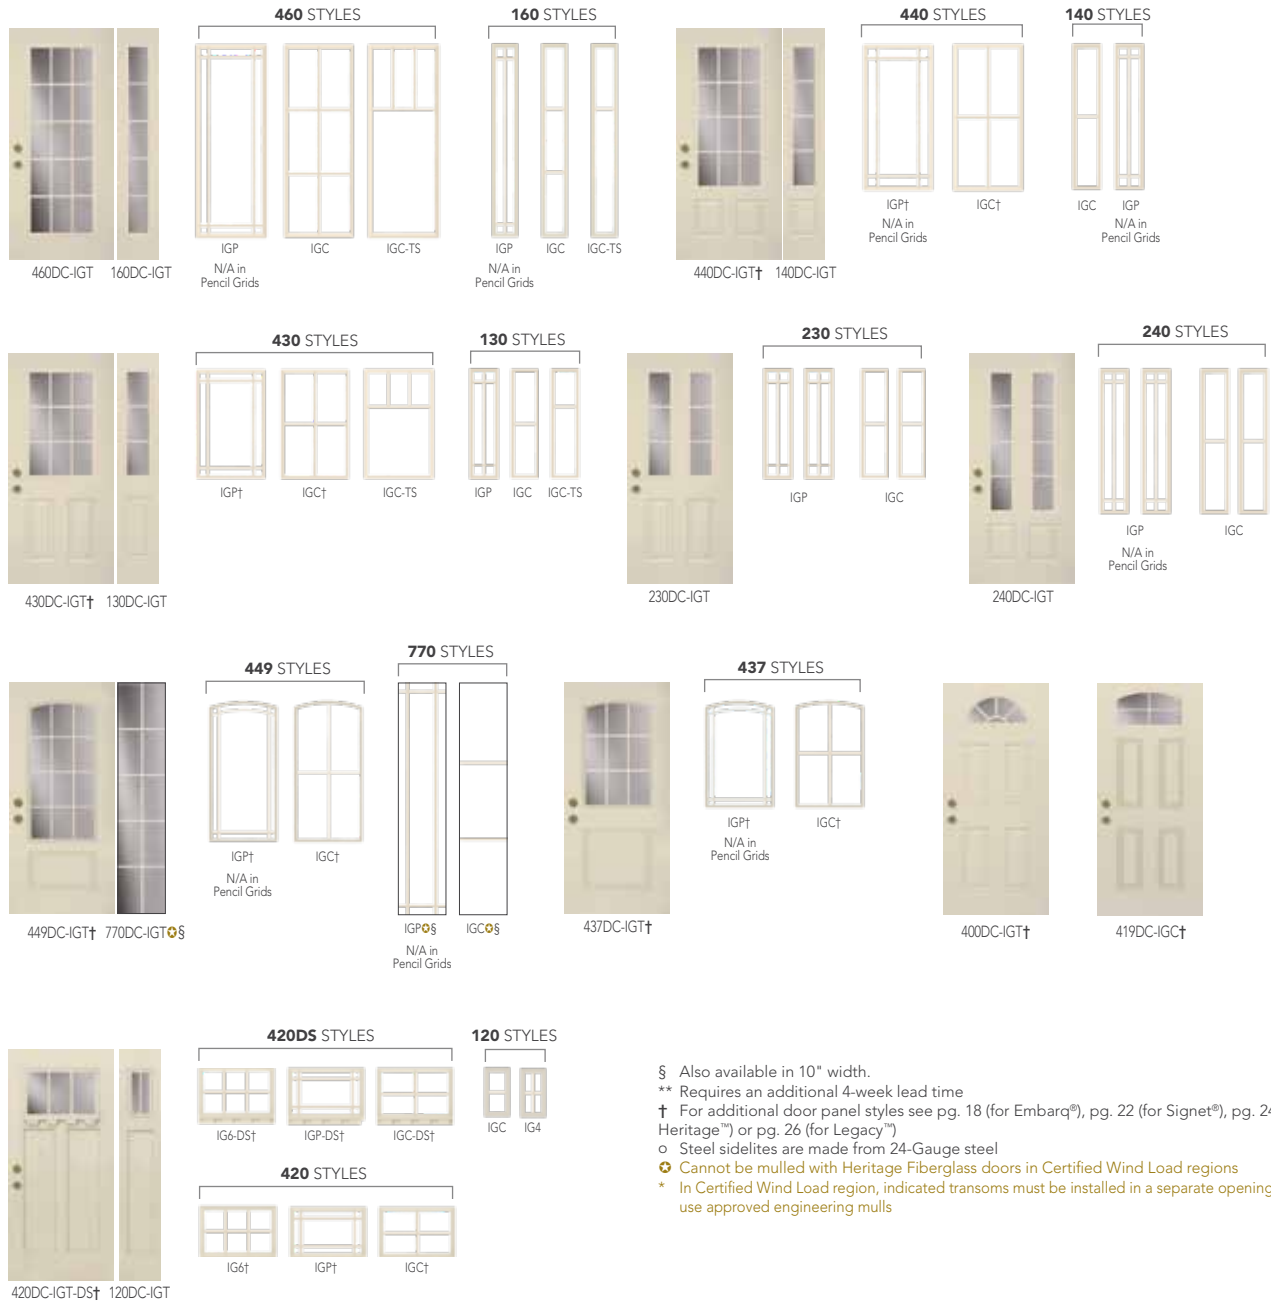 460 STYLES
160 STYLES
440 STYLES
140 STYLES
IGP
IGC
IGC-TS
N/A in
Pencil Grids
IGP
IGC
IGC-TS
N/A in
Pencil Grids
IGP†
IGC†
N/A in
Pencil Grids
IGC
IGP
N/A in
Pencil Grids
460DC-IGT
160DC-IGT
440DC-IGT†
140DC-IGT
430 STYLES
130 STYLES
230 STYLES
240 STYLES
IGP†
IGC†
IGC-TS
IGP
IGC
IGC-TS
IGP
IGC
IGP
IGC
N/A in
Pencil Grids
430DC-IGT†
130DC-IGT
230DC-IGT
240DC-IGT
449 STYLES
770 STYLES
437 STYLES
IGP†
IGC†
N/A in
Pencil Grids
IGP✪§
IGC✪§
N/A in
Pencil Grids
IGP†
IGC†
N/A in
Pencil Grids
449DC-IGT†
770DC-IGT✪§
437DC-IGT†
400DC-IGT†
419DC-IGC†
420DS STYLES
120 STYLES
IG6-DS†
IGP-DS†
IGC-DS†
IGC
IG4
420 STYLES
IG6†
IGP†
IGC†
420DC-IGT-DS†
120DC-IGT
§ Also available in 10" width.
** Requires an additional 4-week lead time
† For additional door panel styles see pg. 18 (for Embarq®), pg. 22 (for Signet®), pg. 24
Heritage™) or pg. 26 (for Legacy™)
o Steel sidelites are made from 24-Gauge steel
✪ Cannot be mulled with Heritage Fiberglass doors in Certified Wind Load regions
* In Certified Wind Load region, indicated transoms must be installed in a separate opening
use approved engineering mulls